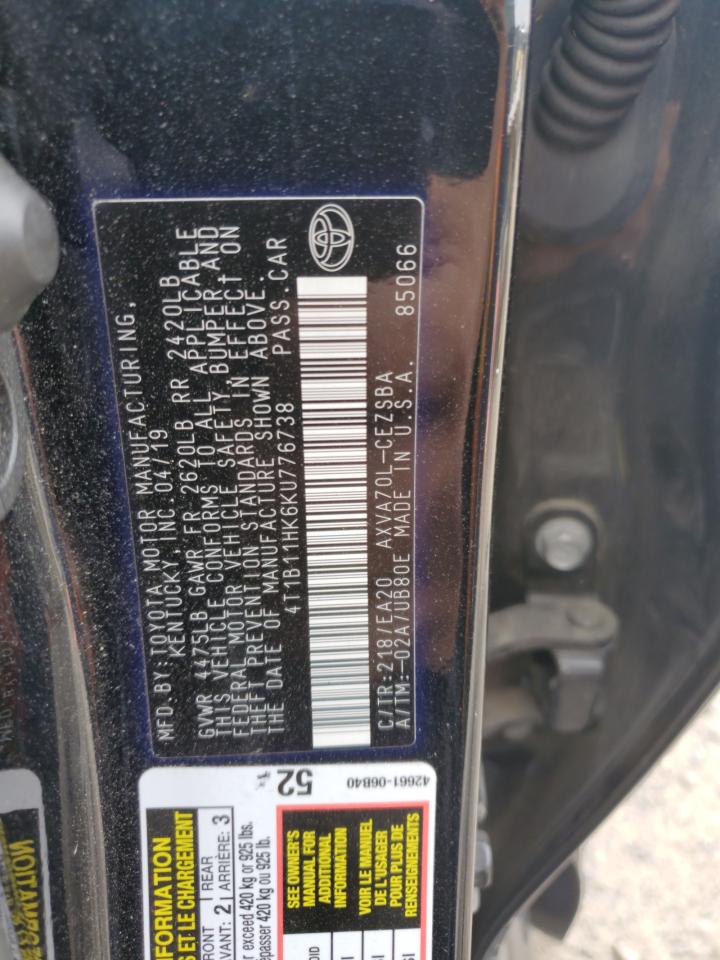 MFD. BY: TOYOTA MOTOR MANUFACTURING,
KENTUCKY, INC. 04/19
GVWR 4475LB GAWR FR 2620LB RR 2420LB
THIS VEHICLE CONFORMS TO ALL APPLICABLE
FEDERAL MOTOR VEHICLE SAFETY, BUMPER AND
THEFT PREVENTION STANDARDS IN EFFECT ON
THE DATE OF MANUFACTURE SHOWN ABOVE.
4T1B11HK6KU776738 PASS. CAR
C/TR:218/EA20 AXVA70L-CEZSBA
A/TM:-02A/UB80E MADE IN U.S.A. 85066
INFORMATION
S ET LE CHARGEMENT
FRONT
AVANT: 2
REAR
ARRIÈRE: 3
exceed 420 kg or 925 lbs.
dépasser 420 kg ou 925 lb.
52
42661-06B40
SEE OWNER'S
MANUAL FOR
ADDITIONAL
INFORMATION
VOIR LE MANUEL
DE L'USAGER
POUR PLUS DE
RENSEIGNEMENTS